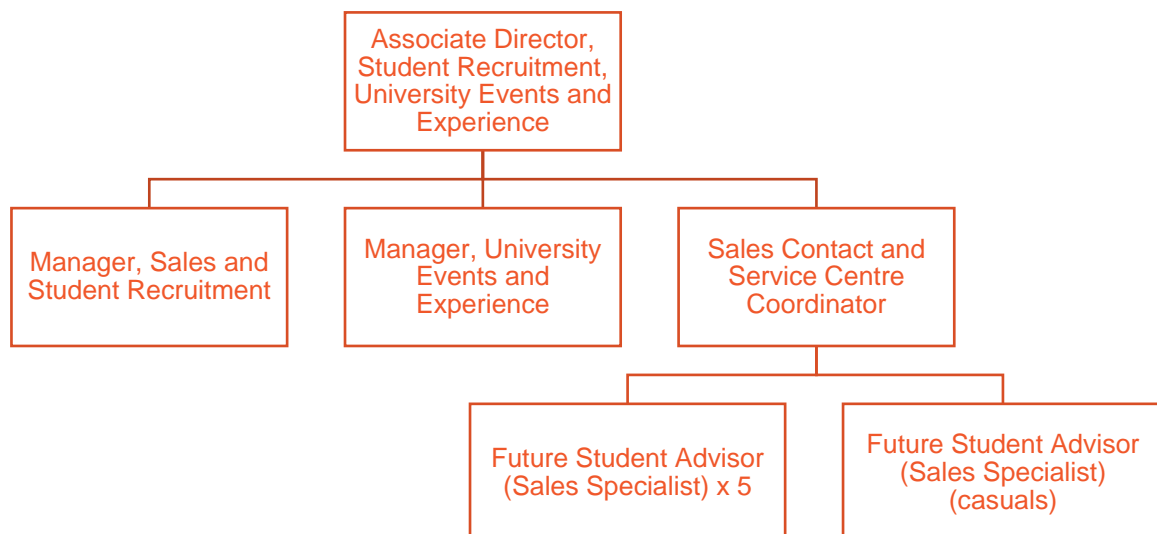 Associate Director,
Student Recruitment,
University Events and
Experience
Manager, Sales and
Student Recruitment
Manager, University
Events and
Experience
Sales Contact and
Service Centre
Coordinator
Future Student Advisor
(Sales Specialist) x 5
Future Student Advisor
(Sales Specialist)
(casuals)